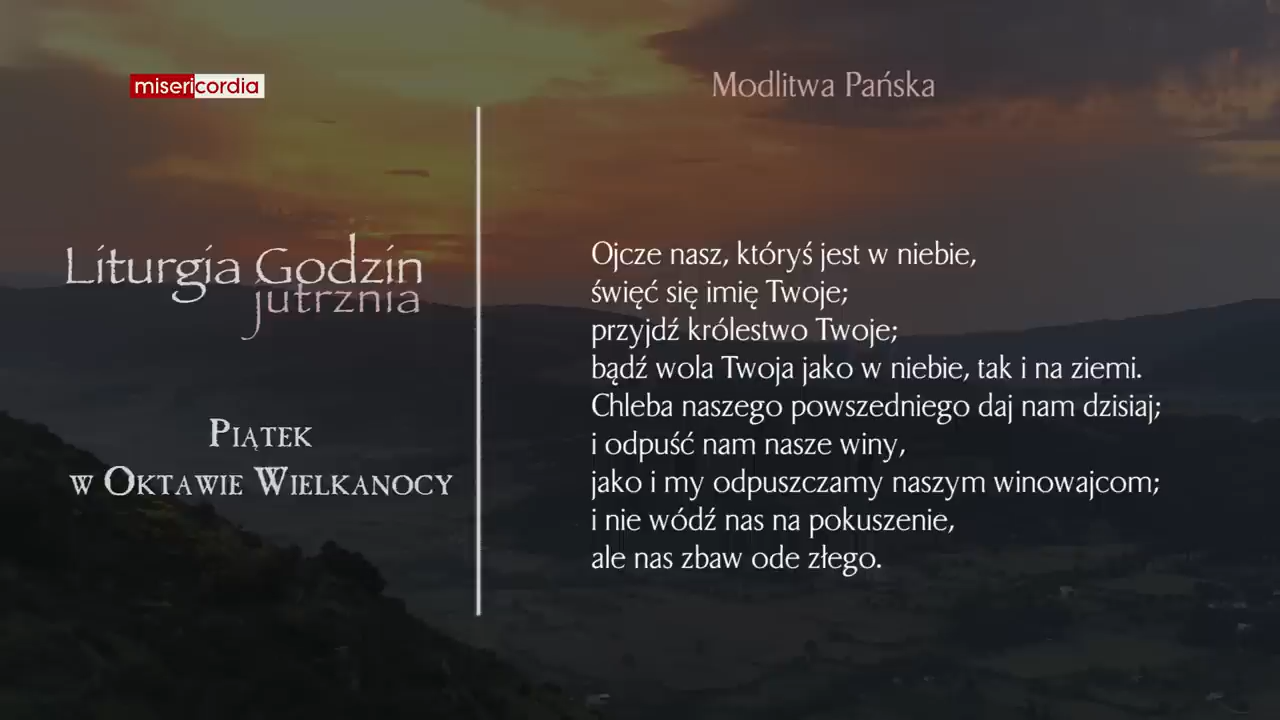 misericordia
Liturgia Godzin
jutrznia
Piątek
w Oktawie Wielkanocy
Modlitwa Pańska
Ojcze nasz, któryś jest w niebie,
święć się imię Twoje;
przyjdź królestwo Twoje;
bądź wola Twoja jako w niebie, tak i na ziemi.
Chleba naszego powszedniego daj nam dzisiaj;
i odpuść nam nasze winy,
jako i my odpuszczamy naszym winowajcom;
i nie wódź nas na pokuszenie,
ale nas zbaw ode złego.